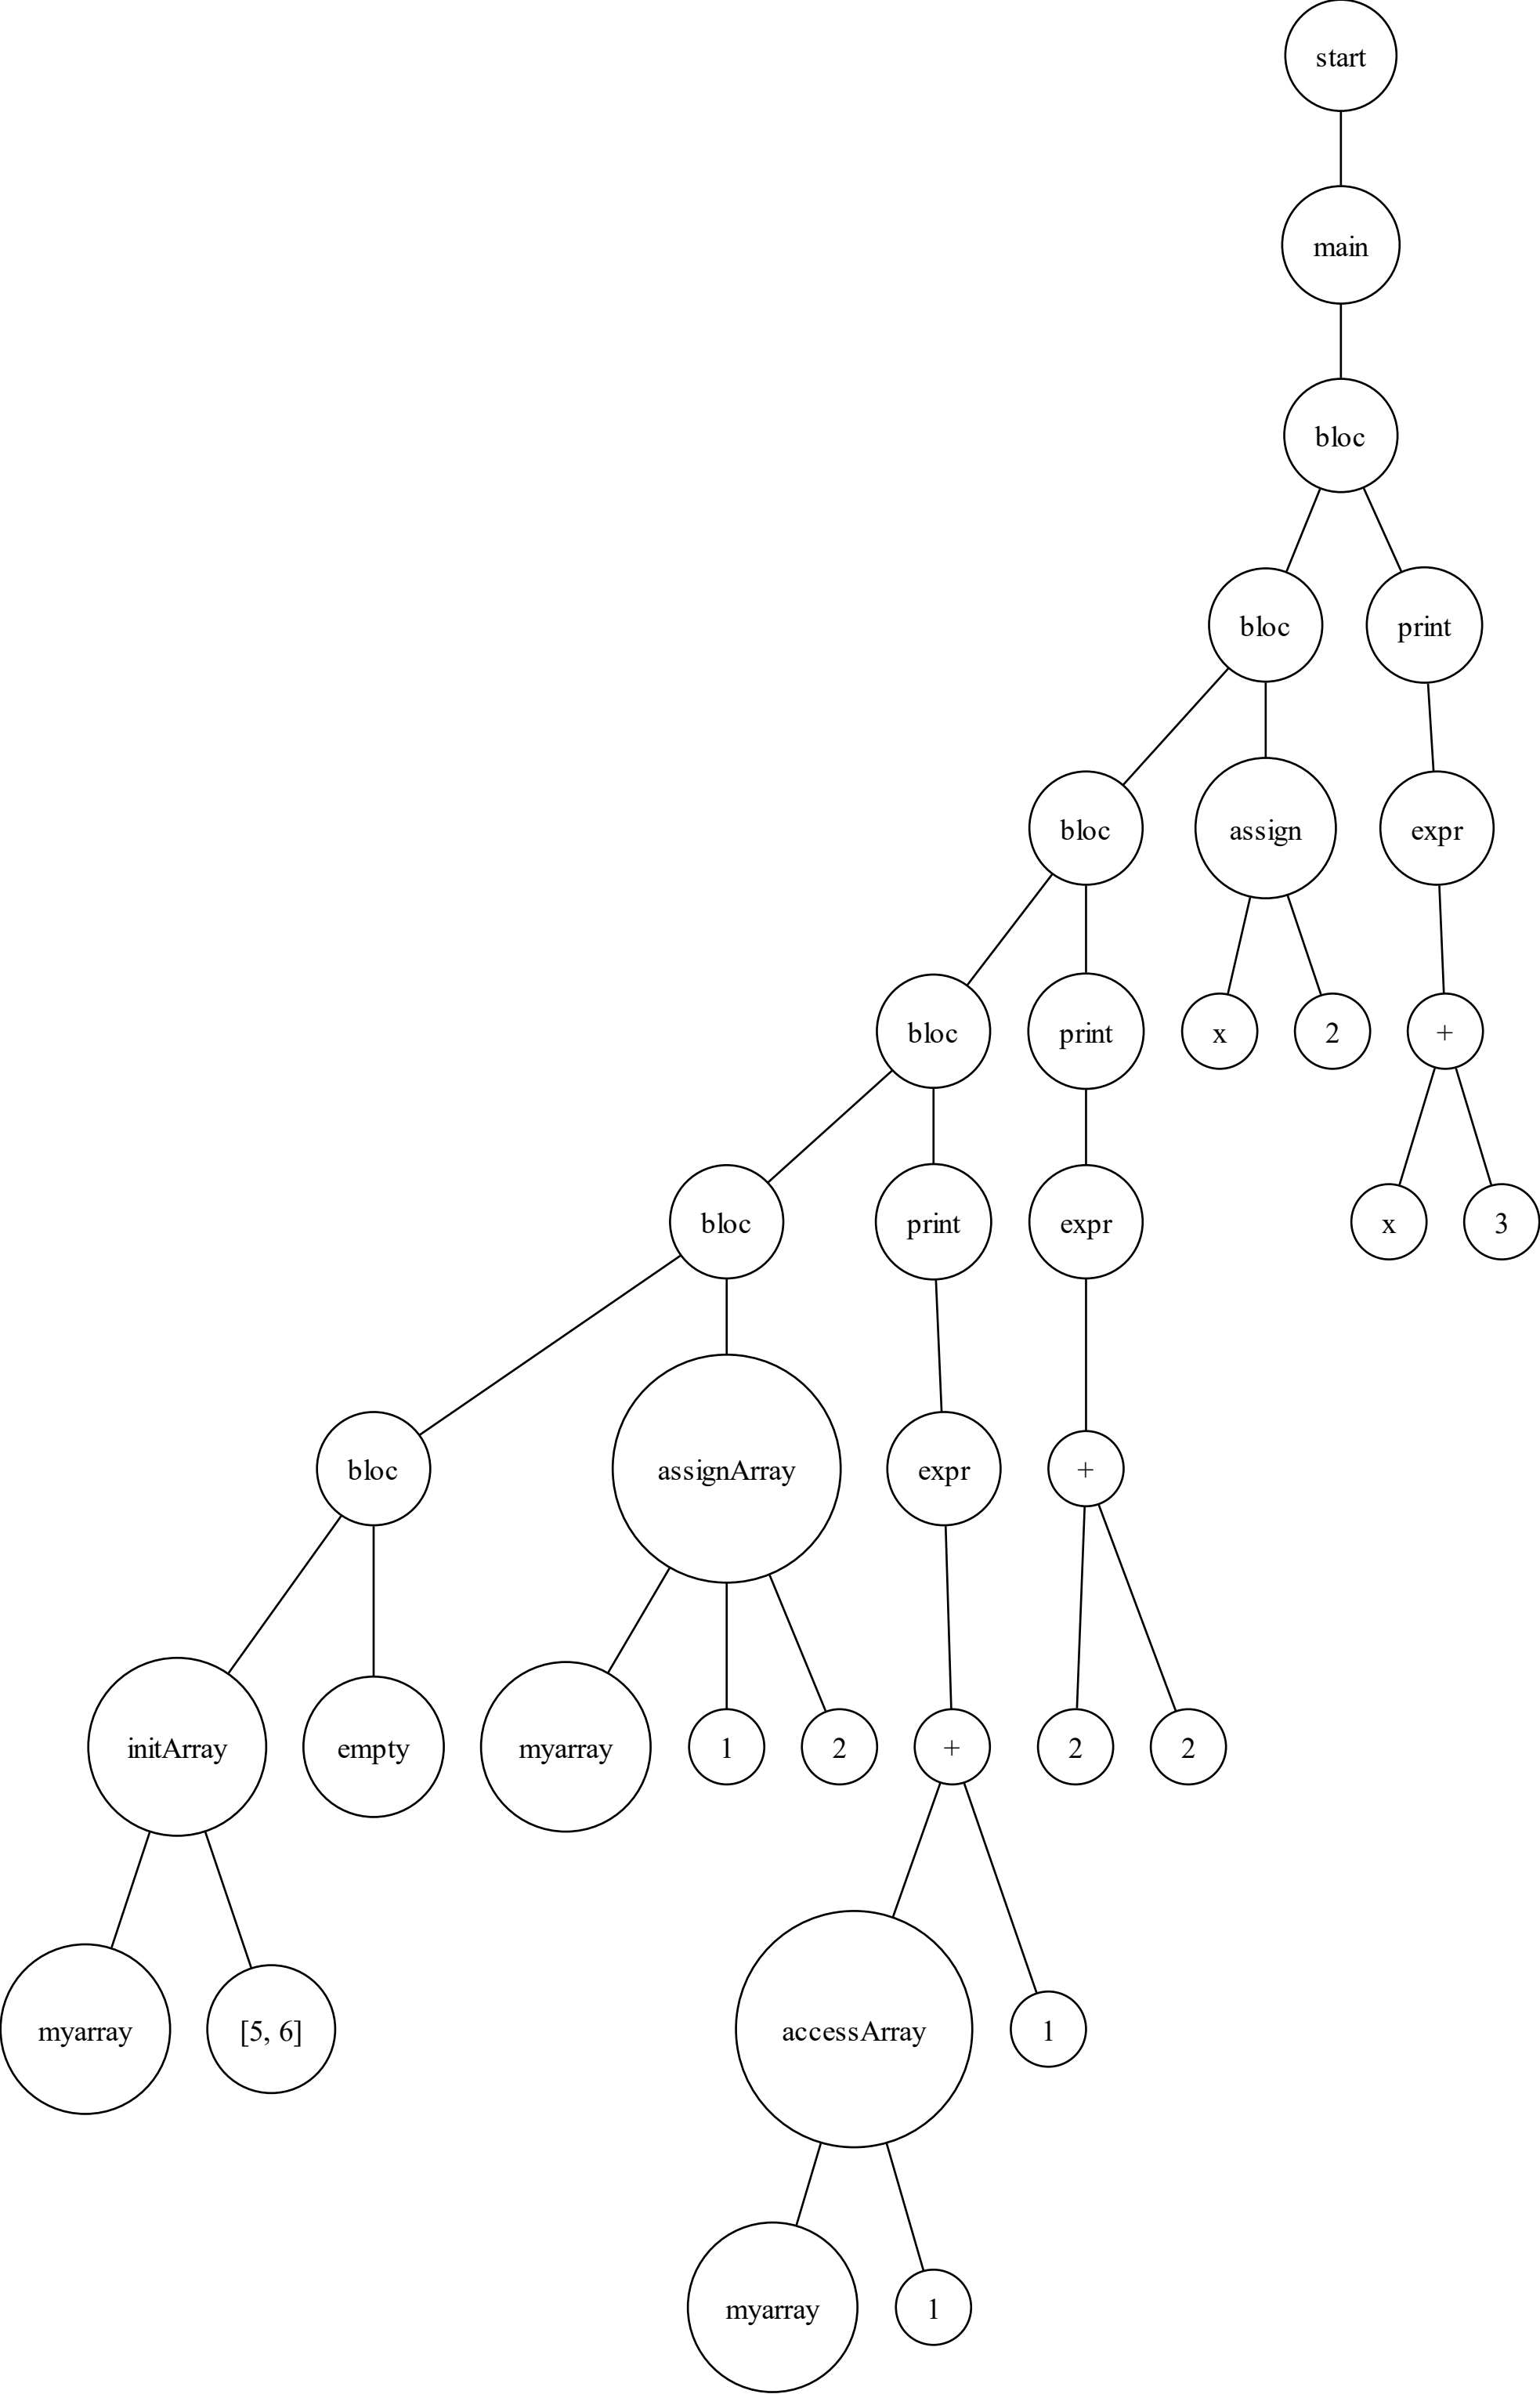 start
main
bloc
bloc
print
bloc
assign
expr
bloc
print
x
2
+
bloc
print
expr
x
3
bloc
assignArray
expr
+
initArray
empty
myarray
1
2
+
2
2
myarray
[5, 6]
accessArray
1
myarray
1